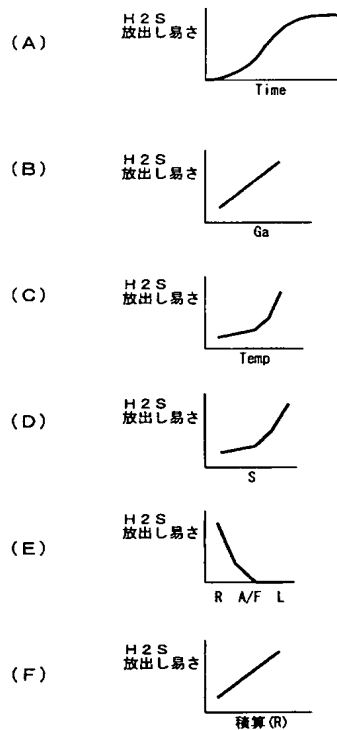 (A)
H2S
放出し易さ
Time
(B)
H2S
放出し易さ
Ga
(C)
H2S
放出し易さ
Temp
(D)
H2S
放出し易さ
S
(E)
H2S
放出し易さ
R A/F L
(F)
H2S
放出し易さ
積算(R)